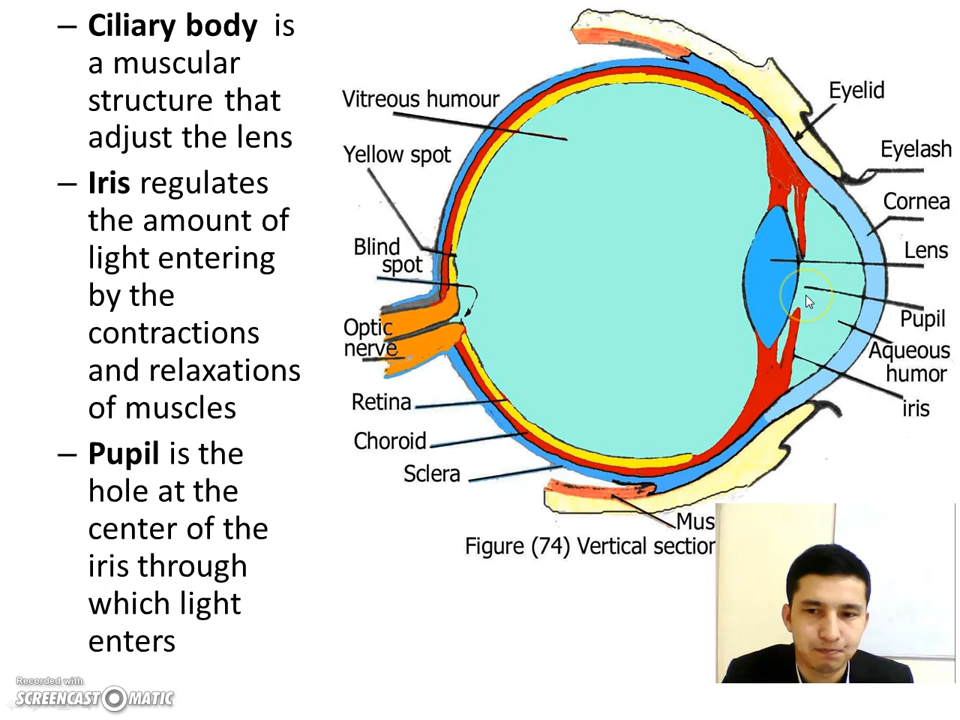 – Ciliary body is
a muscular
structure that
adjust the lens
– Iris regulates
the amount of
light entering
by the
contractions
and relaxations
of muscles
– Pupil is the
hole at the
center of the
iris through
which light
enters
Vitreous humour
Yellow spot
Blind
spot
Optic
nerve
Retina
Choroid
Sclera
Eyelid
Eyelash
Cornea
Lens
Pupil
Aqueous
humor
iris
Mus
Figure (74) Vertical section
Recorded with
SCREENCAST-O-MATIC